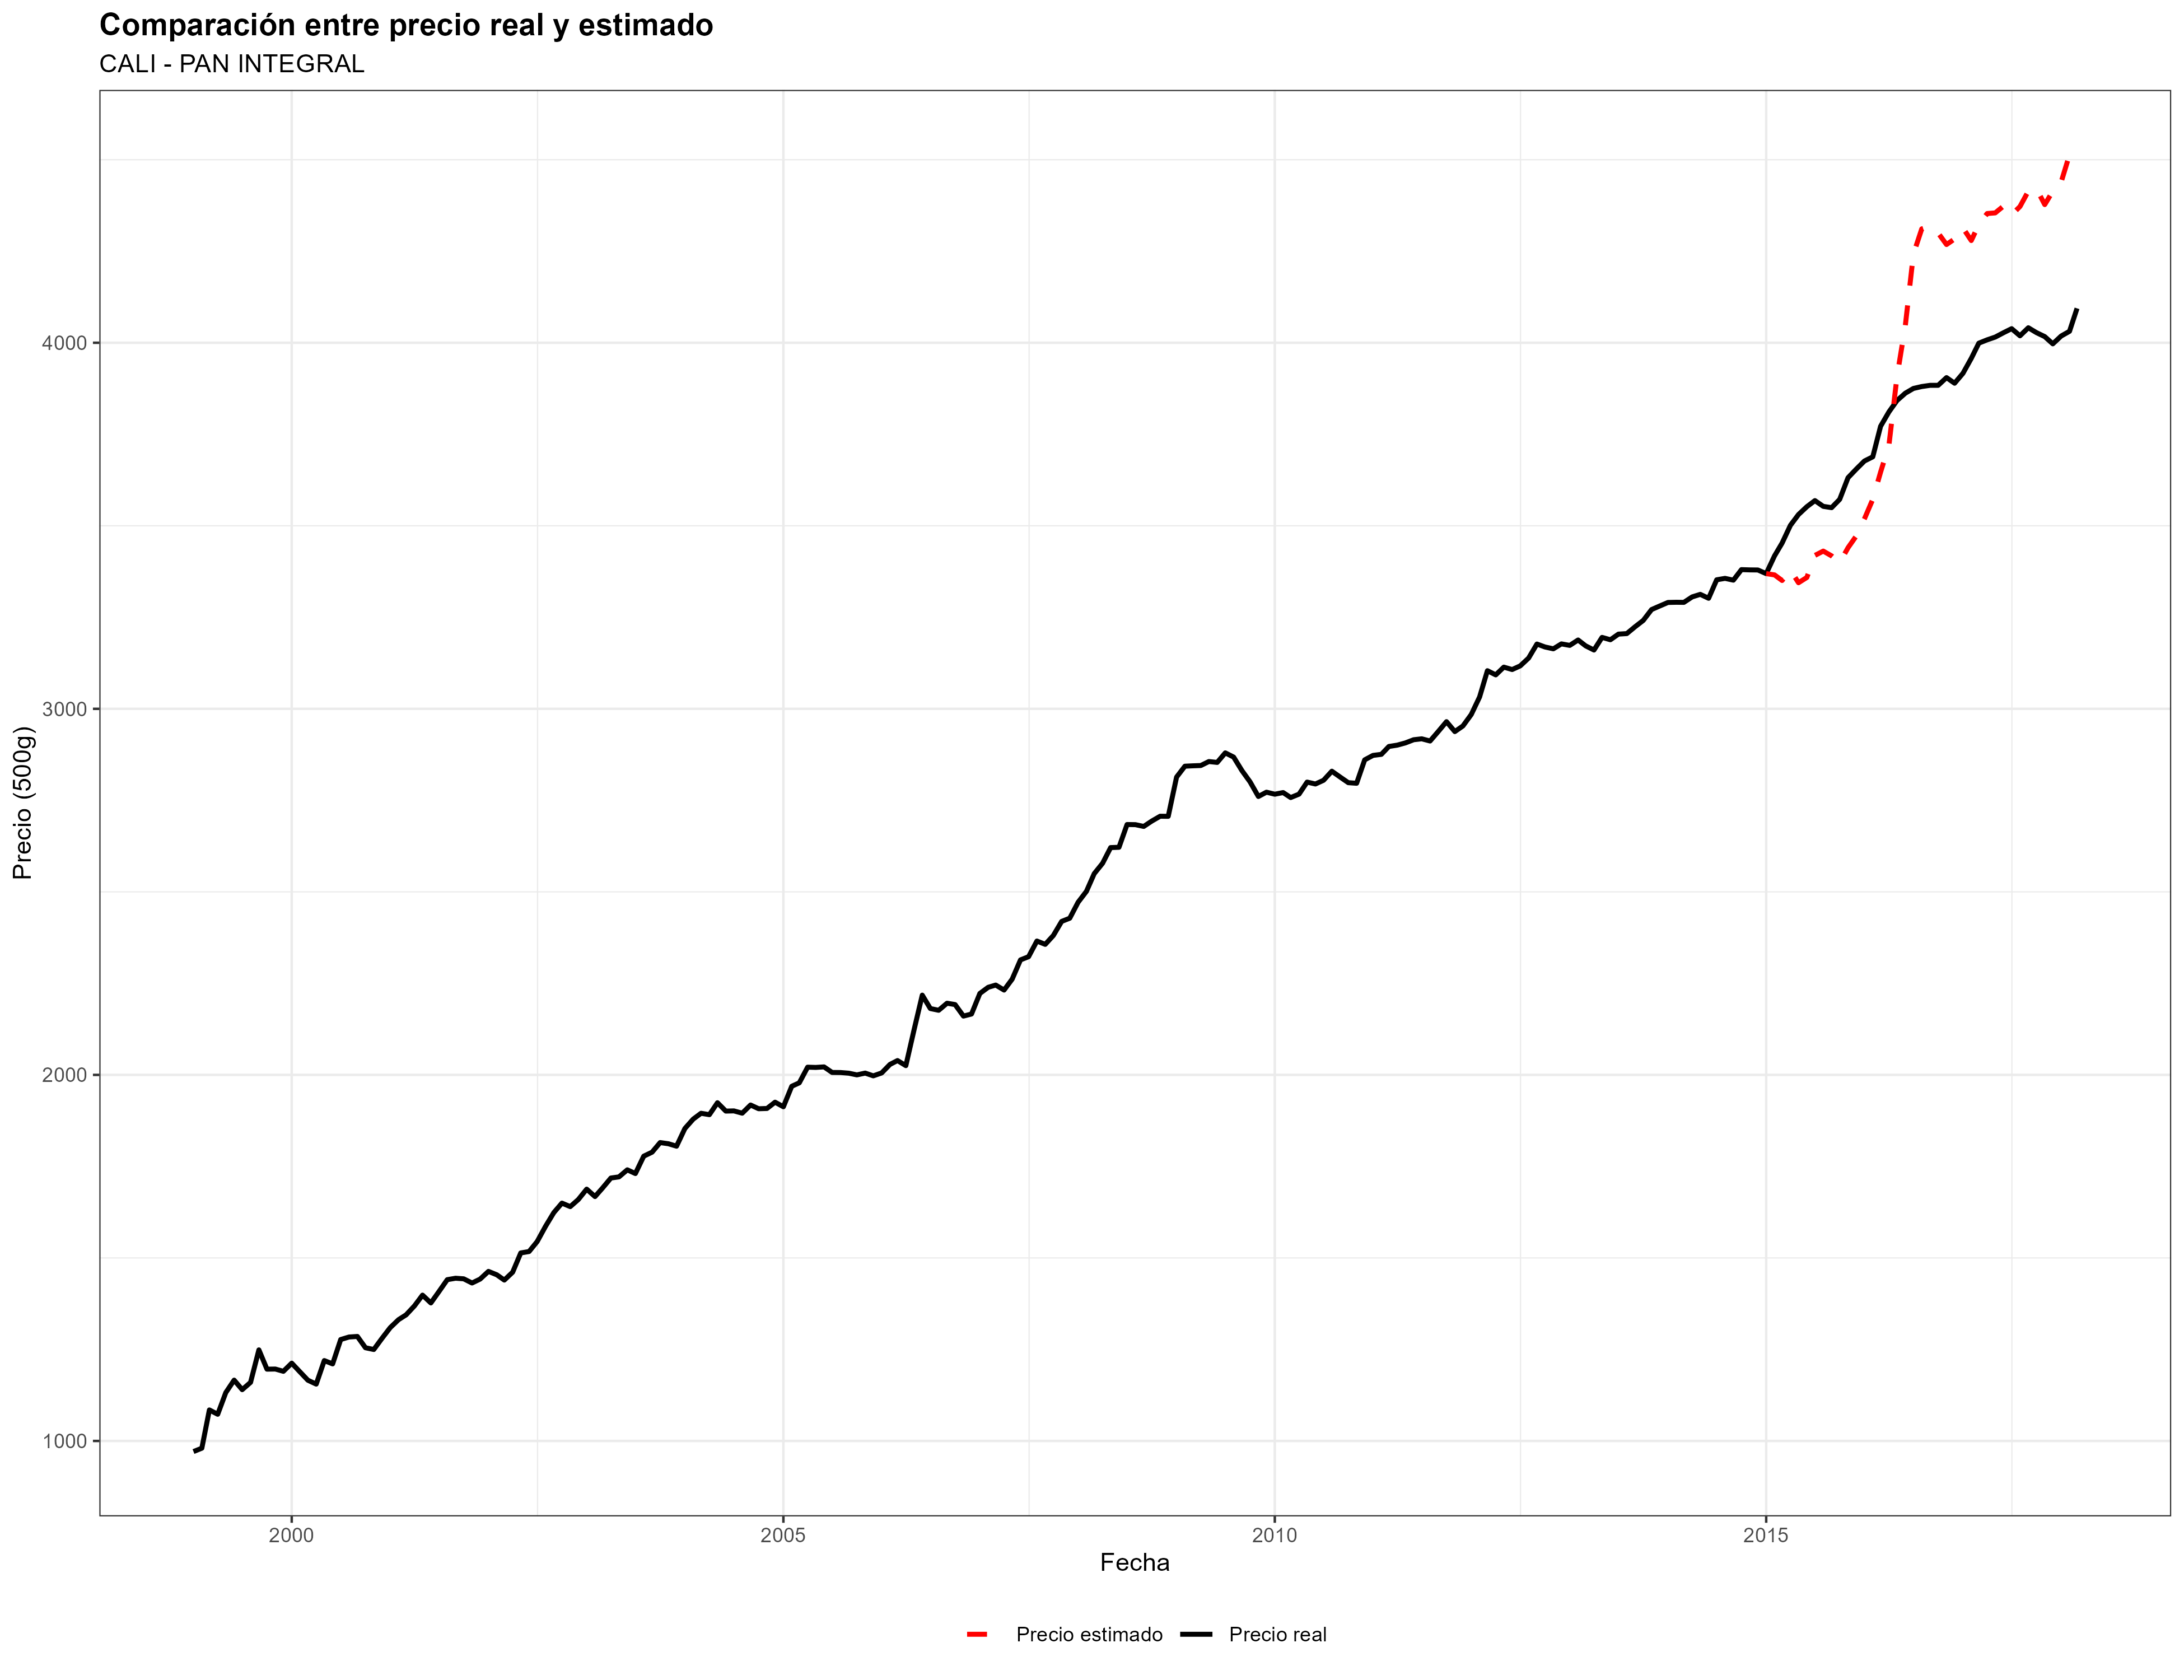 Comparación entre precio real y estimado
CALI - PAN INTEGRAL
Precio (500g)
4000
3000
2000
1000
2000
2005
2010
2015
Fecha
Precio estimado
Precio real